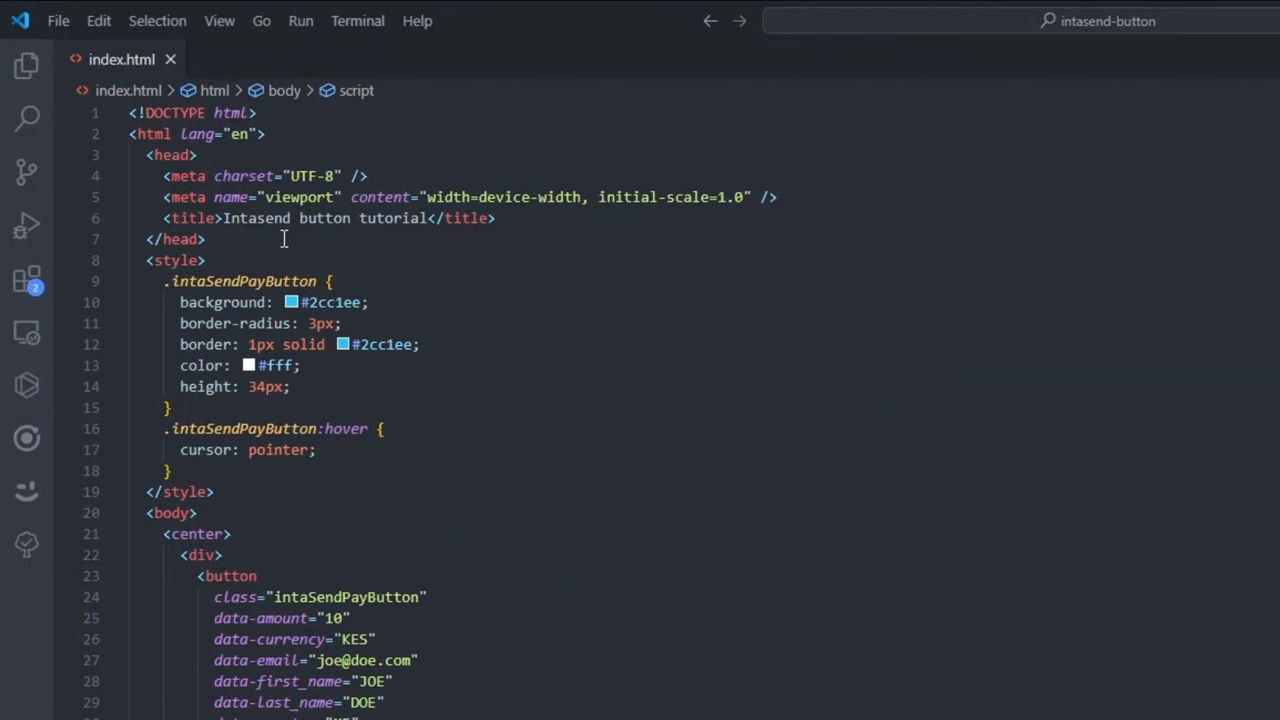 File Edit Selection View Go Run Terminal Help
intasend-button
index.html
index.html > html > body > script
1 <!DOCTYPE html>
2 <html lang="en">
3 <head>
4 <meta charset="UTF-8" />
5 <meta name="viewport" content="width=device-width, initial-scale=1.0" />
6 <title>Intasend button tutorial</title>
7 </head>
8 <style>
9 .intaSendPayButton {
10 background: #2cc1ee;
11 border-radius: 3px;
12 border: 1px solid #2cc1ee;
13 color: #fff;
14 height: 34px;
15 }
16 .intaSendPayButton:hover {
17 cursor: pointer;
18 }
19 </style>
20 <body>
21 <center>
22 <div>
23 <button
24 class="intaSendPayButton"
25 data-amount="10"
26 data-currency="KES"
27 data-email="joe@doe.com"
28 data-first_name="JOE"
29 data-last_name="DOE"
2